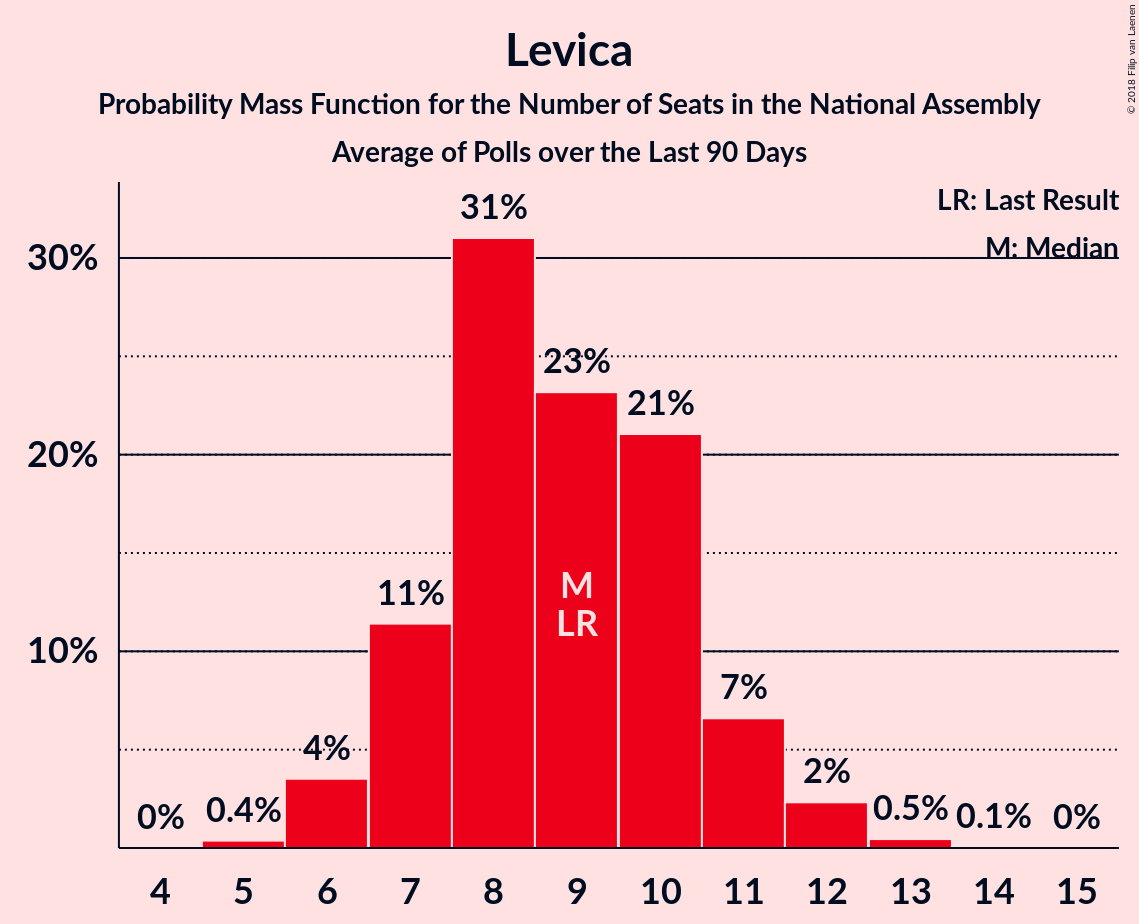 Levica
Probability Mass Function for the Number of Seats in the National Assembly
Average of Polls over the Last 90 Days
© 2018 Filip van Laenen
LR: Last Result
M: Median
30%
20%
10%
0%
0.4%
4%
11%
31%
23%
21%
7%
2%
0.5%
0.1%
0%
M
LR
4 5 6 7 8 9 10 11 12 13 14 15